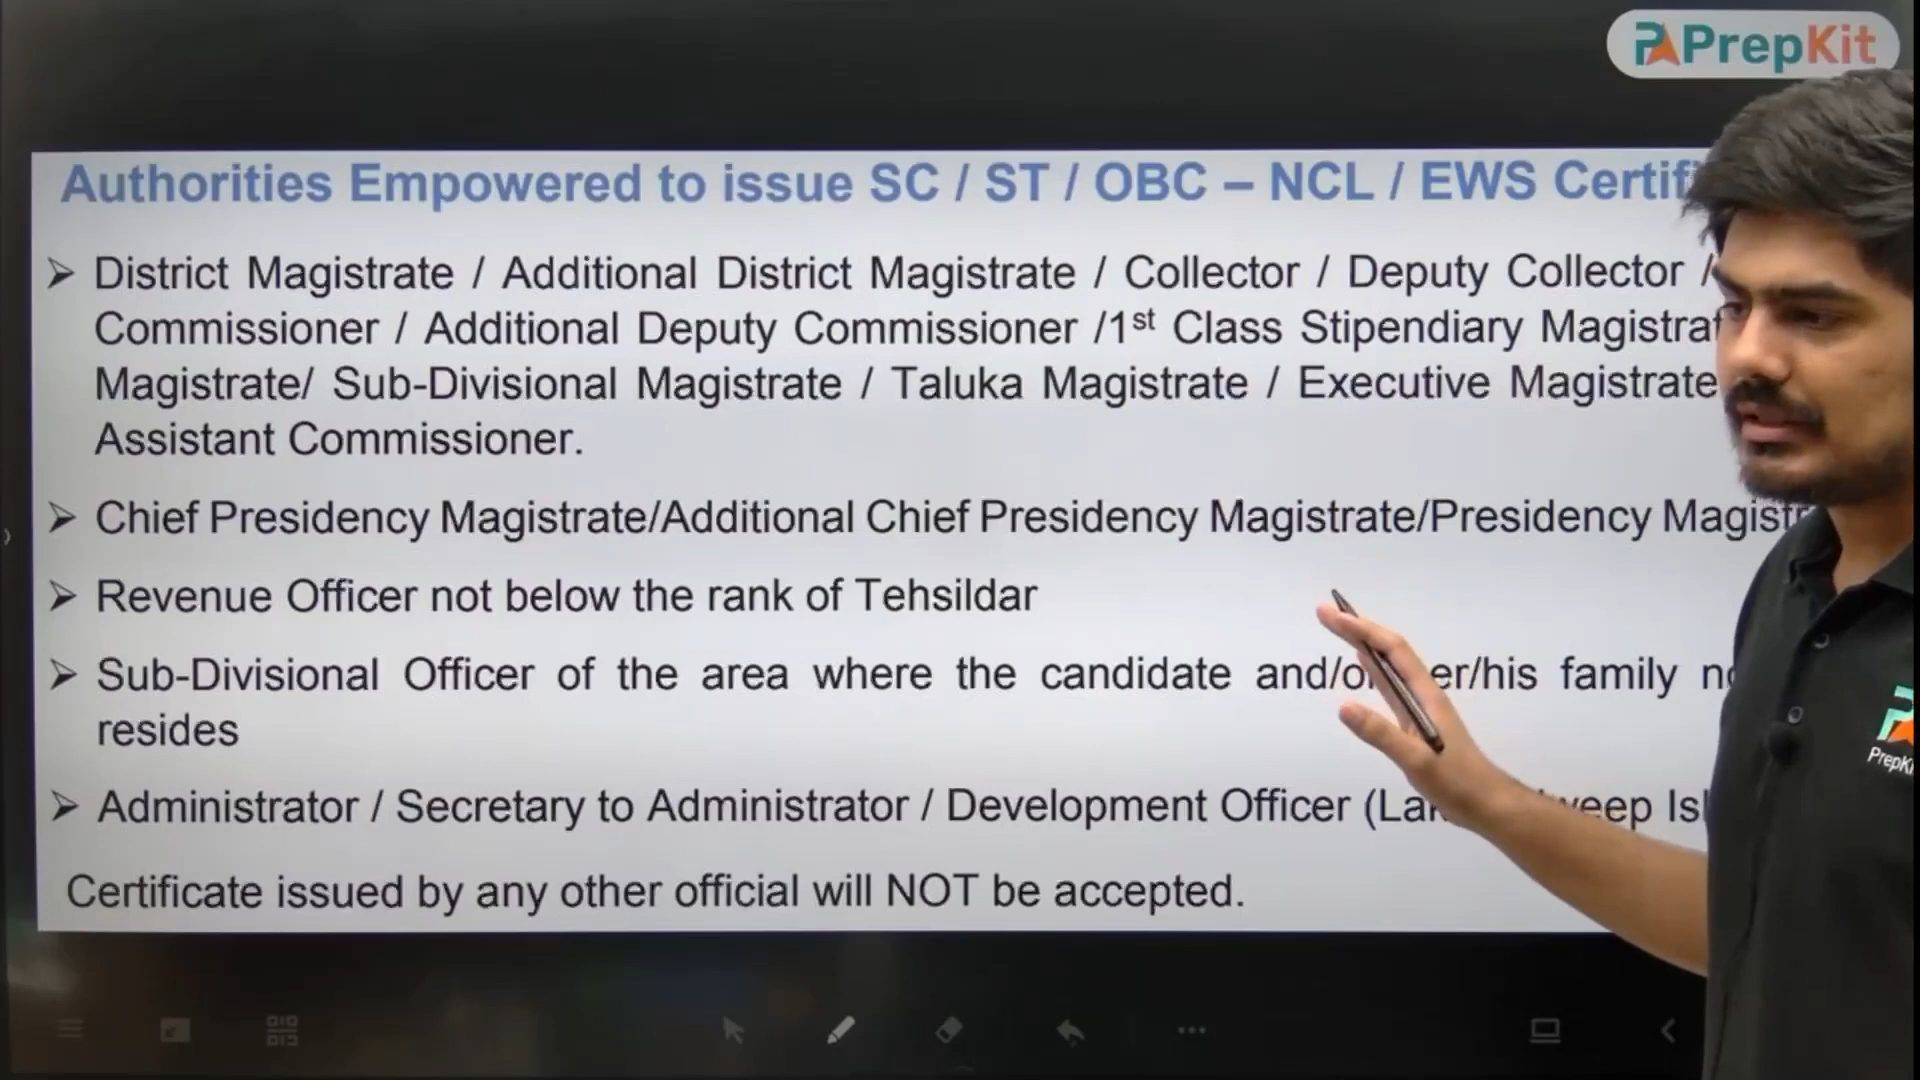 PrepKit
Authorities Empowered to issue SC / ST / OBC – NCL / EWS
➢ District Magistrate / Additional District Magistrate / Collector / Deputy Collector /
Commissioner / Additional Deputy Commissioner /1st Class Stipendiary
Magistrate/ Sub-Divisional Magistrate / Taluka Magistrate / Executive Magistrate
Assistant Commissioner.
➢ Chief Presidency Magistrate/Additional Chief Presidency Magistrate/Presidency
➢ Revenue Officer not below the rank of Tehsildar
➢ Sub-Divisional Officer of the area where the candidate family
resides
➢ Administrator / Secretary to Administrator / Development Officer
Certificate issued by any other official will NOT be accepted.